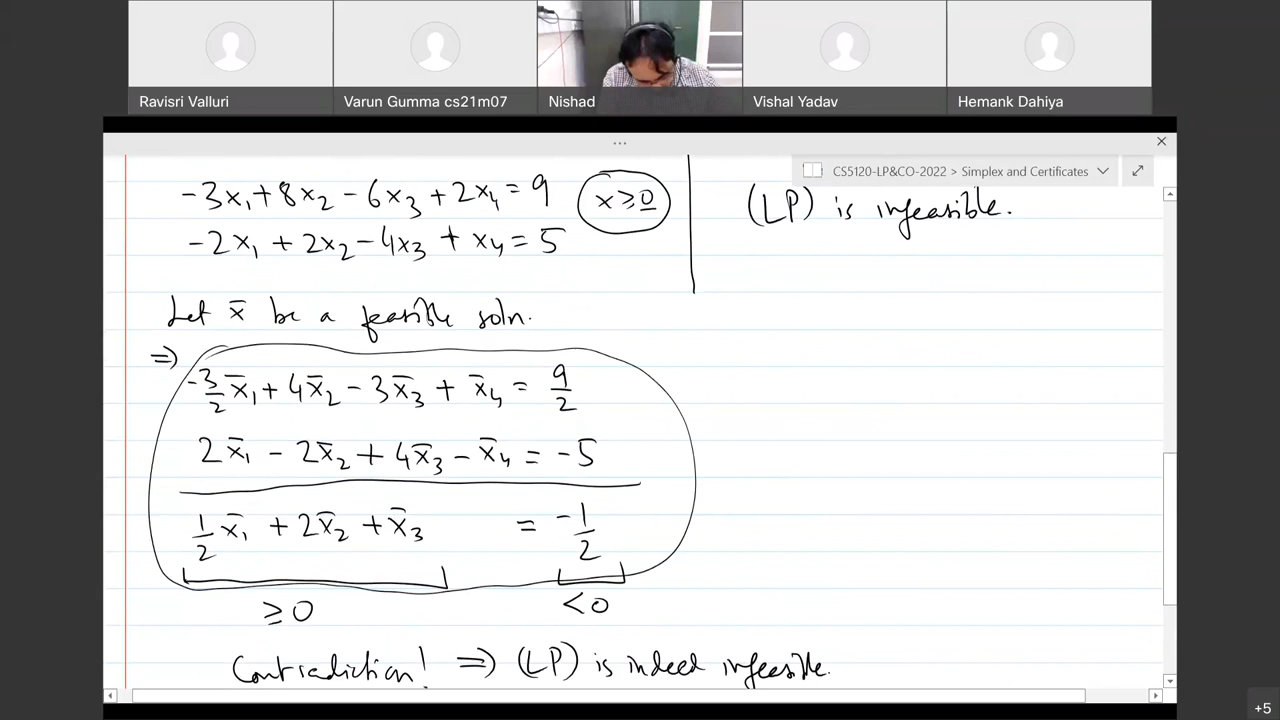 Ravisri Valluri
Varun Gumma cs21m07
Nishad
Vishal Yadav
Hemank Dahiya
CS5120-LP&CO-2022 > Simplex and Certificates
-3x₁ + 8x₂ - 6x₃ + 2x₄ = 9
x ≥ 0
-2x₁ + 2x₂ - 4x₃ + x₄ = 5
(LP) is infeasible.
Let x̄ be a feasible soln.
⇒
-3/2 x̄₁ + 4x̄₂ - 3x̄₃ + x̄₄ = 9/2
2x̄₁ - 2x̄₂ + 4x̄₃ - x̄₄ = -5
1/2 x̄₁ + 2x̄₂ + x̄₃ = -1/2
≥ 0
< 0
Contradiction! ⇒ (LP) is indeed infeasible.
+5